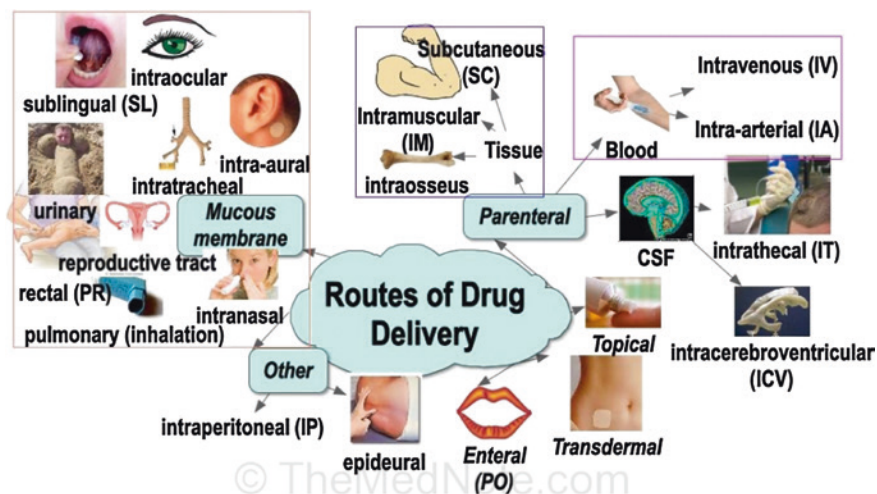 sublingual (SL)
intraocular
intra-aural
intratracheal
urinary
Mucous
membrane
reproductive tract
rectal (PR)
intranasal
pulmonary (inhalation)
Subcutaneous
(SC)
Intramuscular
(IM)
Tissue
intraosseus
Intravenous (IV)
Intra-arterial (IA)
Blood
Parenteral
CSF
intrathecal (IT)
intracerebroventricular
(ICV)
Routes of Drug
Delivery
Topical
Other
intraperitoneal (IP)
epideural
Enteral
(PO)
Transdermal
© TheMedNote.com